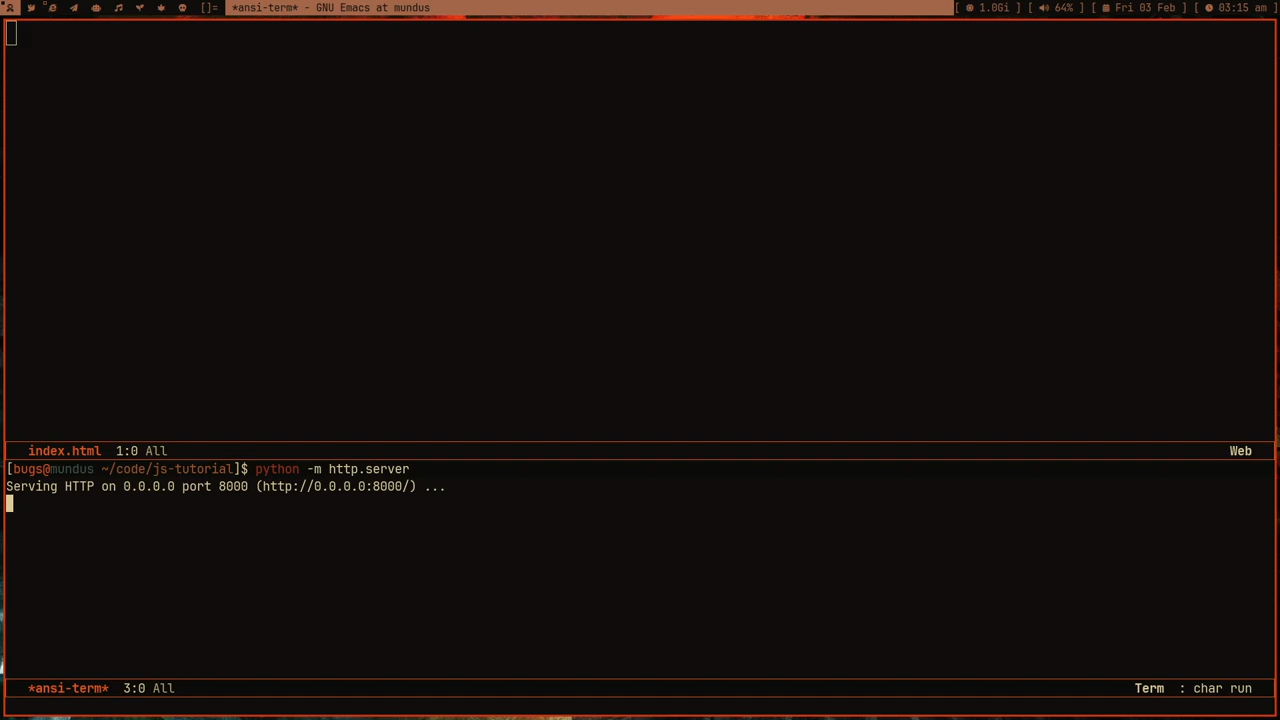 []= *ansi-term* - GNU Emacs at mundus [ 1.0Gi ] [ 64% ] [ Fri 03 Feb ] [ 03:15 am ]
index.html 1:0 All Web
[bugs@mundus ~/code/js-tutorial]$ python -m http.server
Serving HTTP on 0.0.0.0 port 8000 (http://0.0.0.0:8000/) ...
*ansi-term* 3:0 All Term : char run